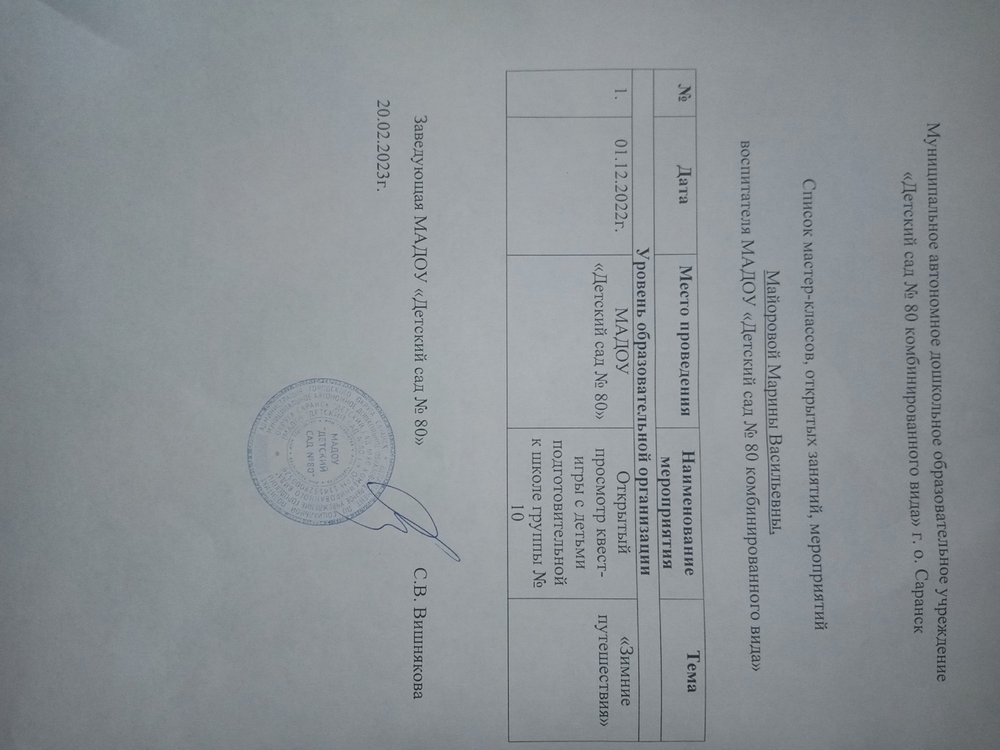 Муниципальное автономное дошкольное образовательное учреждение
«Детский сад № 80 комбинированного вида» г. о. Саранск
Список мастер-классов, открытых занятий, мероприятий
Майоровой Марины Васильевны,
воспитателя МАДОУ «Детский сад № 80 комбинированного вида»
№ Дата Место проведения Наименование Тема
мероприятия
Уровень образовательной организации
1. 01.12.2022г. МАДОУ Открытый «Зимние
«Детский сад № 80» просмотр квест- путешествия»
игры с детьми
подготовительной
к школе группы №
10
Заведующая МАДОУ «Детский сад № 80» С.В. Вишнякова
20.02.2023г.
МАДОУ
"ДЕТСКИЙ
САД №80"